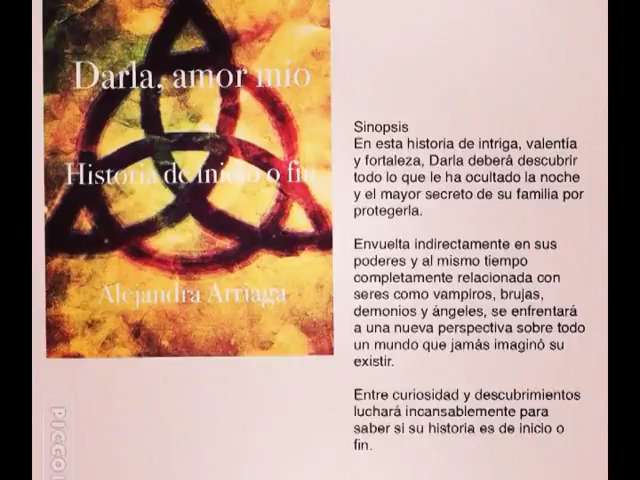 Darla, amor mío
Historia de inicio o fin
Alejandra Arriaga
Sinopsis
En esta historia de intriga, valentía
y fortaleza, Darla deberá descubrir
todo lo que le ha ocultado la noche
y el mayor secreto de su familia por
protegerla.
Envuelta indirectamente en sus
poderes y al mismo tiempo
completamente relacionada con
seres como vampiros, brujas,
demonios y ángeles, se enfrentará
a una nueva perspectiva sobre todo
un mundo que jamás imaginó su
existir.
Entre curiosidad y descubrimientos
luchará incansablemente para
saber si su historia es de inicio o
fin.